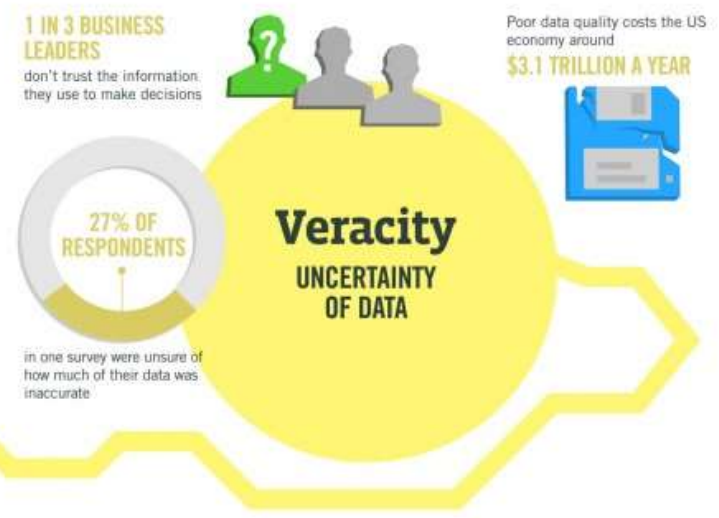 1 IN 3 BUSINESS
LEADERS
don't trust the information
they use to make decisions
?
Poor data quality costs the US
economy around
$3.1 TRILLION A YEAR
27% OF
RESPONDENTS
in one survey were unsure of
how much of their data was
inaccurate
Veracity
UNCERTAINTY
OF DATA